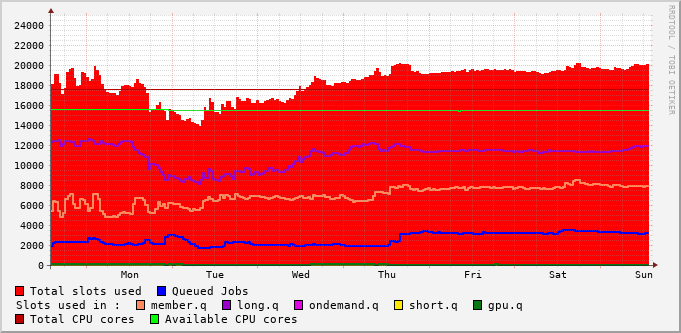 RRDTOOL / TOBI OETIKER
24000
22000
20000
18000
16000
14000
12000
10000
8000
6000
4000
2000
0
Mon Tue Wed Thu Fri Sat Sun
Total slots used Queued Jobs
Slots used in : member.q long.q ondemand.q short.q gpu.q
Total CPU cores Available CPU cores